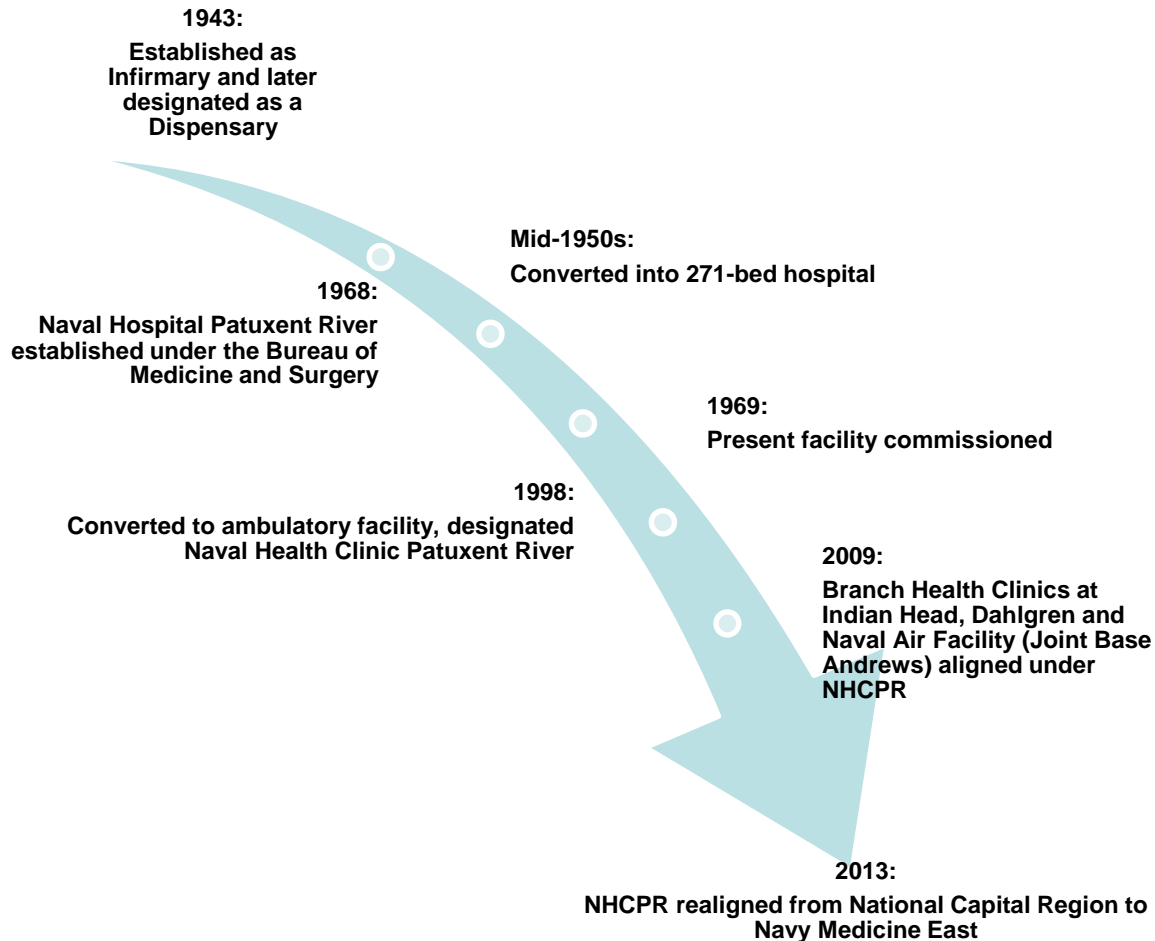 1943:
Established as
Infirmary and later
designated as a
Dispensary
Mid-1950s:
Converted into 271-bed hospital
1968:
Naval Hospital Patuxent River
established under the Bureau of
Medicine and Surgery
1969:
Present facility commissioned
1998:
Converted to ambulatory facility, designated
Naval Health Clinic Patuxent River
2009:
Branch Health Clinics at
Indian Head, Dahlgren and
Naval Air Facility (Joint Base
Andrews) aligned under
NHCPR
2013:
NHCPR realigned from National Capital Region to
Navy Medicine East